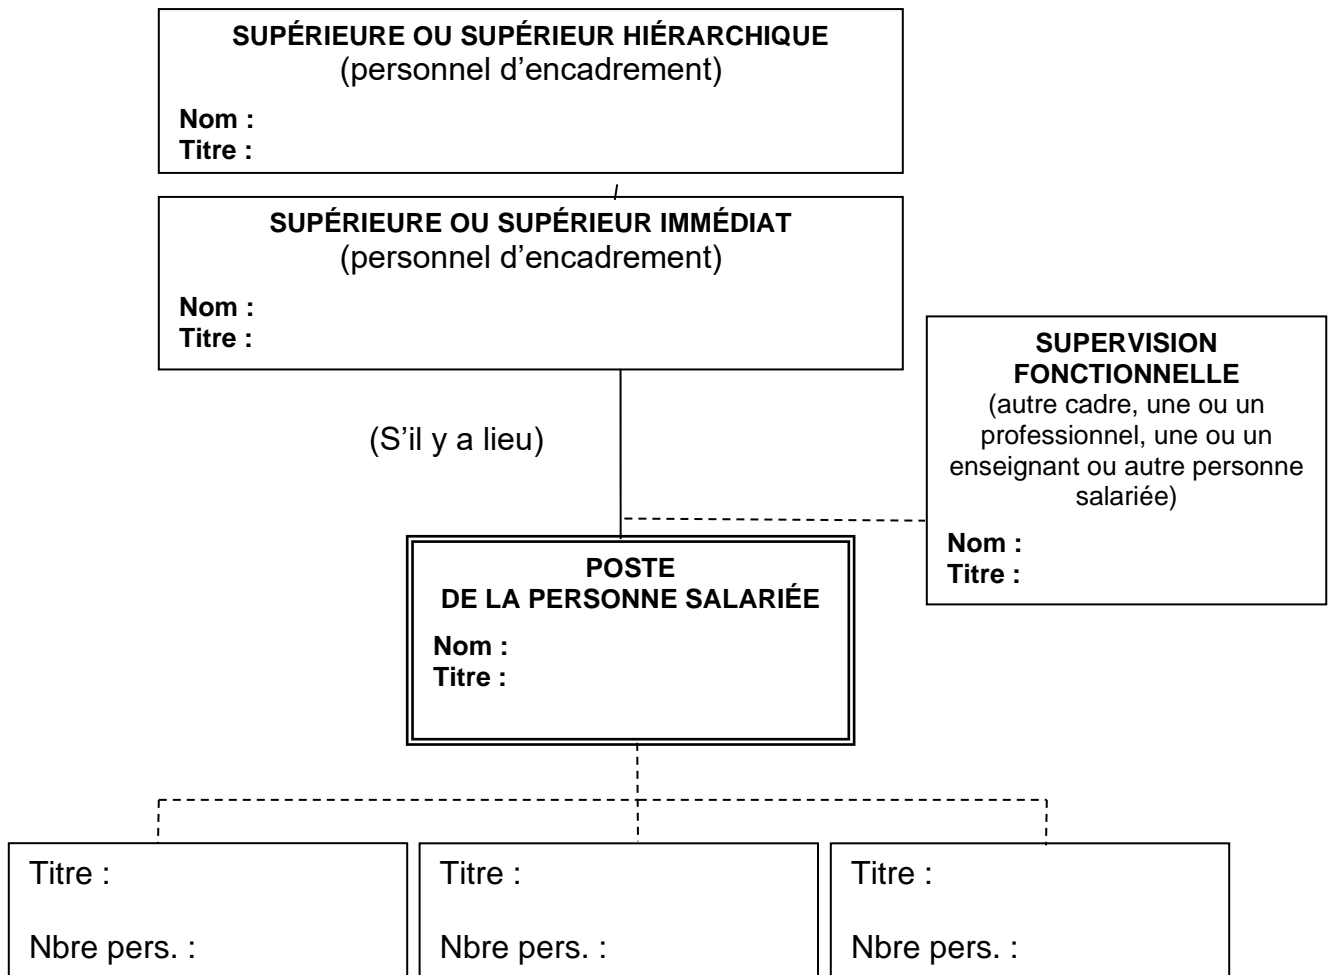 SUPÉRIEURE OU SUPÉRIEUR HIÉRARCHIQUE
(personnel d’encadrement)
Nom :
Titre :
SUPÉRIEURE OU SUPÉRIEUR IMMÉDIAT
(personnel d’encadrement)
Nom :
Titre :
(S’il y a lieu)
SUPERVISION
FONCTIONNELLE
(autre cadre, une ou un
professionnel, une ou un
enseignant ou autre personne
salariée)
Nom :
Titre :
POSTE
DE LA PERSONNE SALARIÉE
Nom :
Titre :
Titre :
Nbre pers. :
Titre :
Nbre pers. :
Titre :
Nbre pers. :